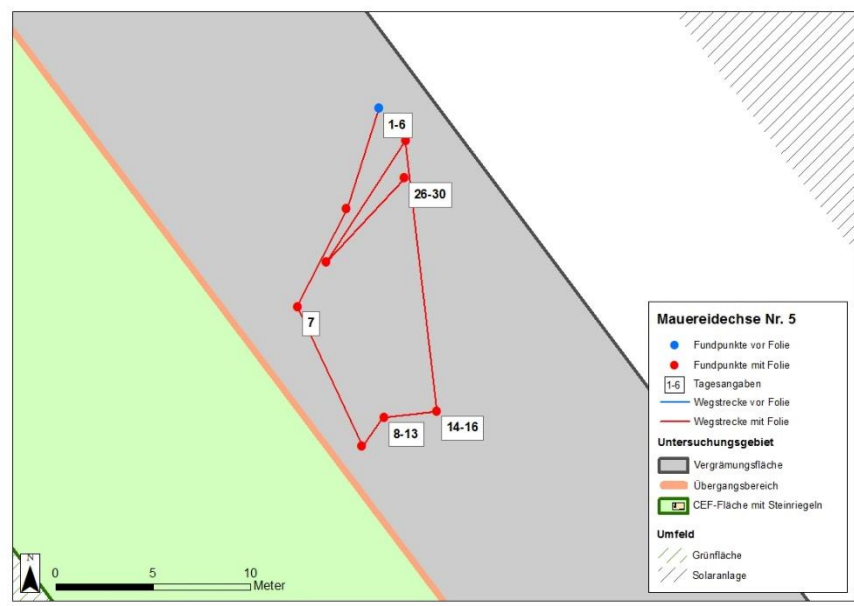 1-6
26-30
7
8-13
14-16
Mauereidechse Nr. 5
Fundpunkte vor Folie
Fundpunkte mit Folie
1-6 Tagesangaben
Wegstrecke vor Folie
Wegstrecke mit Folie
Untersuchungsgebiet
Vergrämungsfläche
Übergangsbereich
CEF-Fläche mit Steinriegeln
Umfeld
Grünfläche
Solaranlage
N
0 5 10
Meter